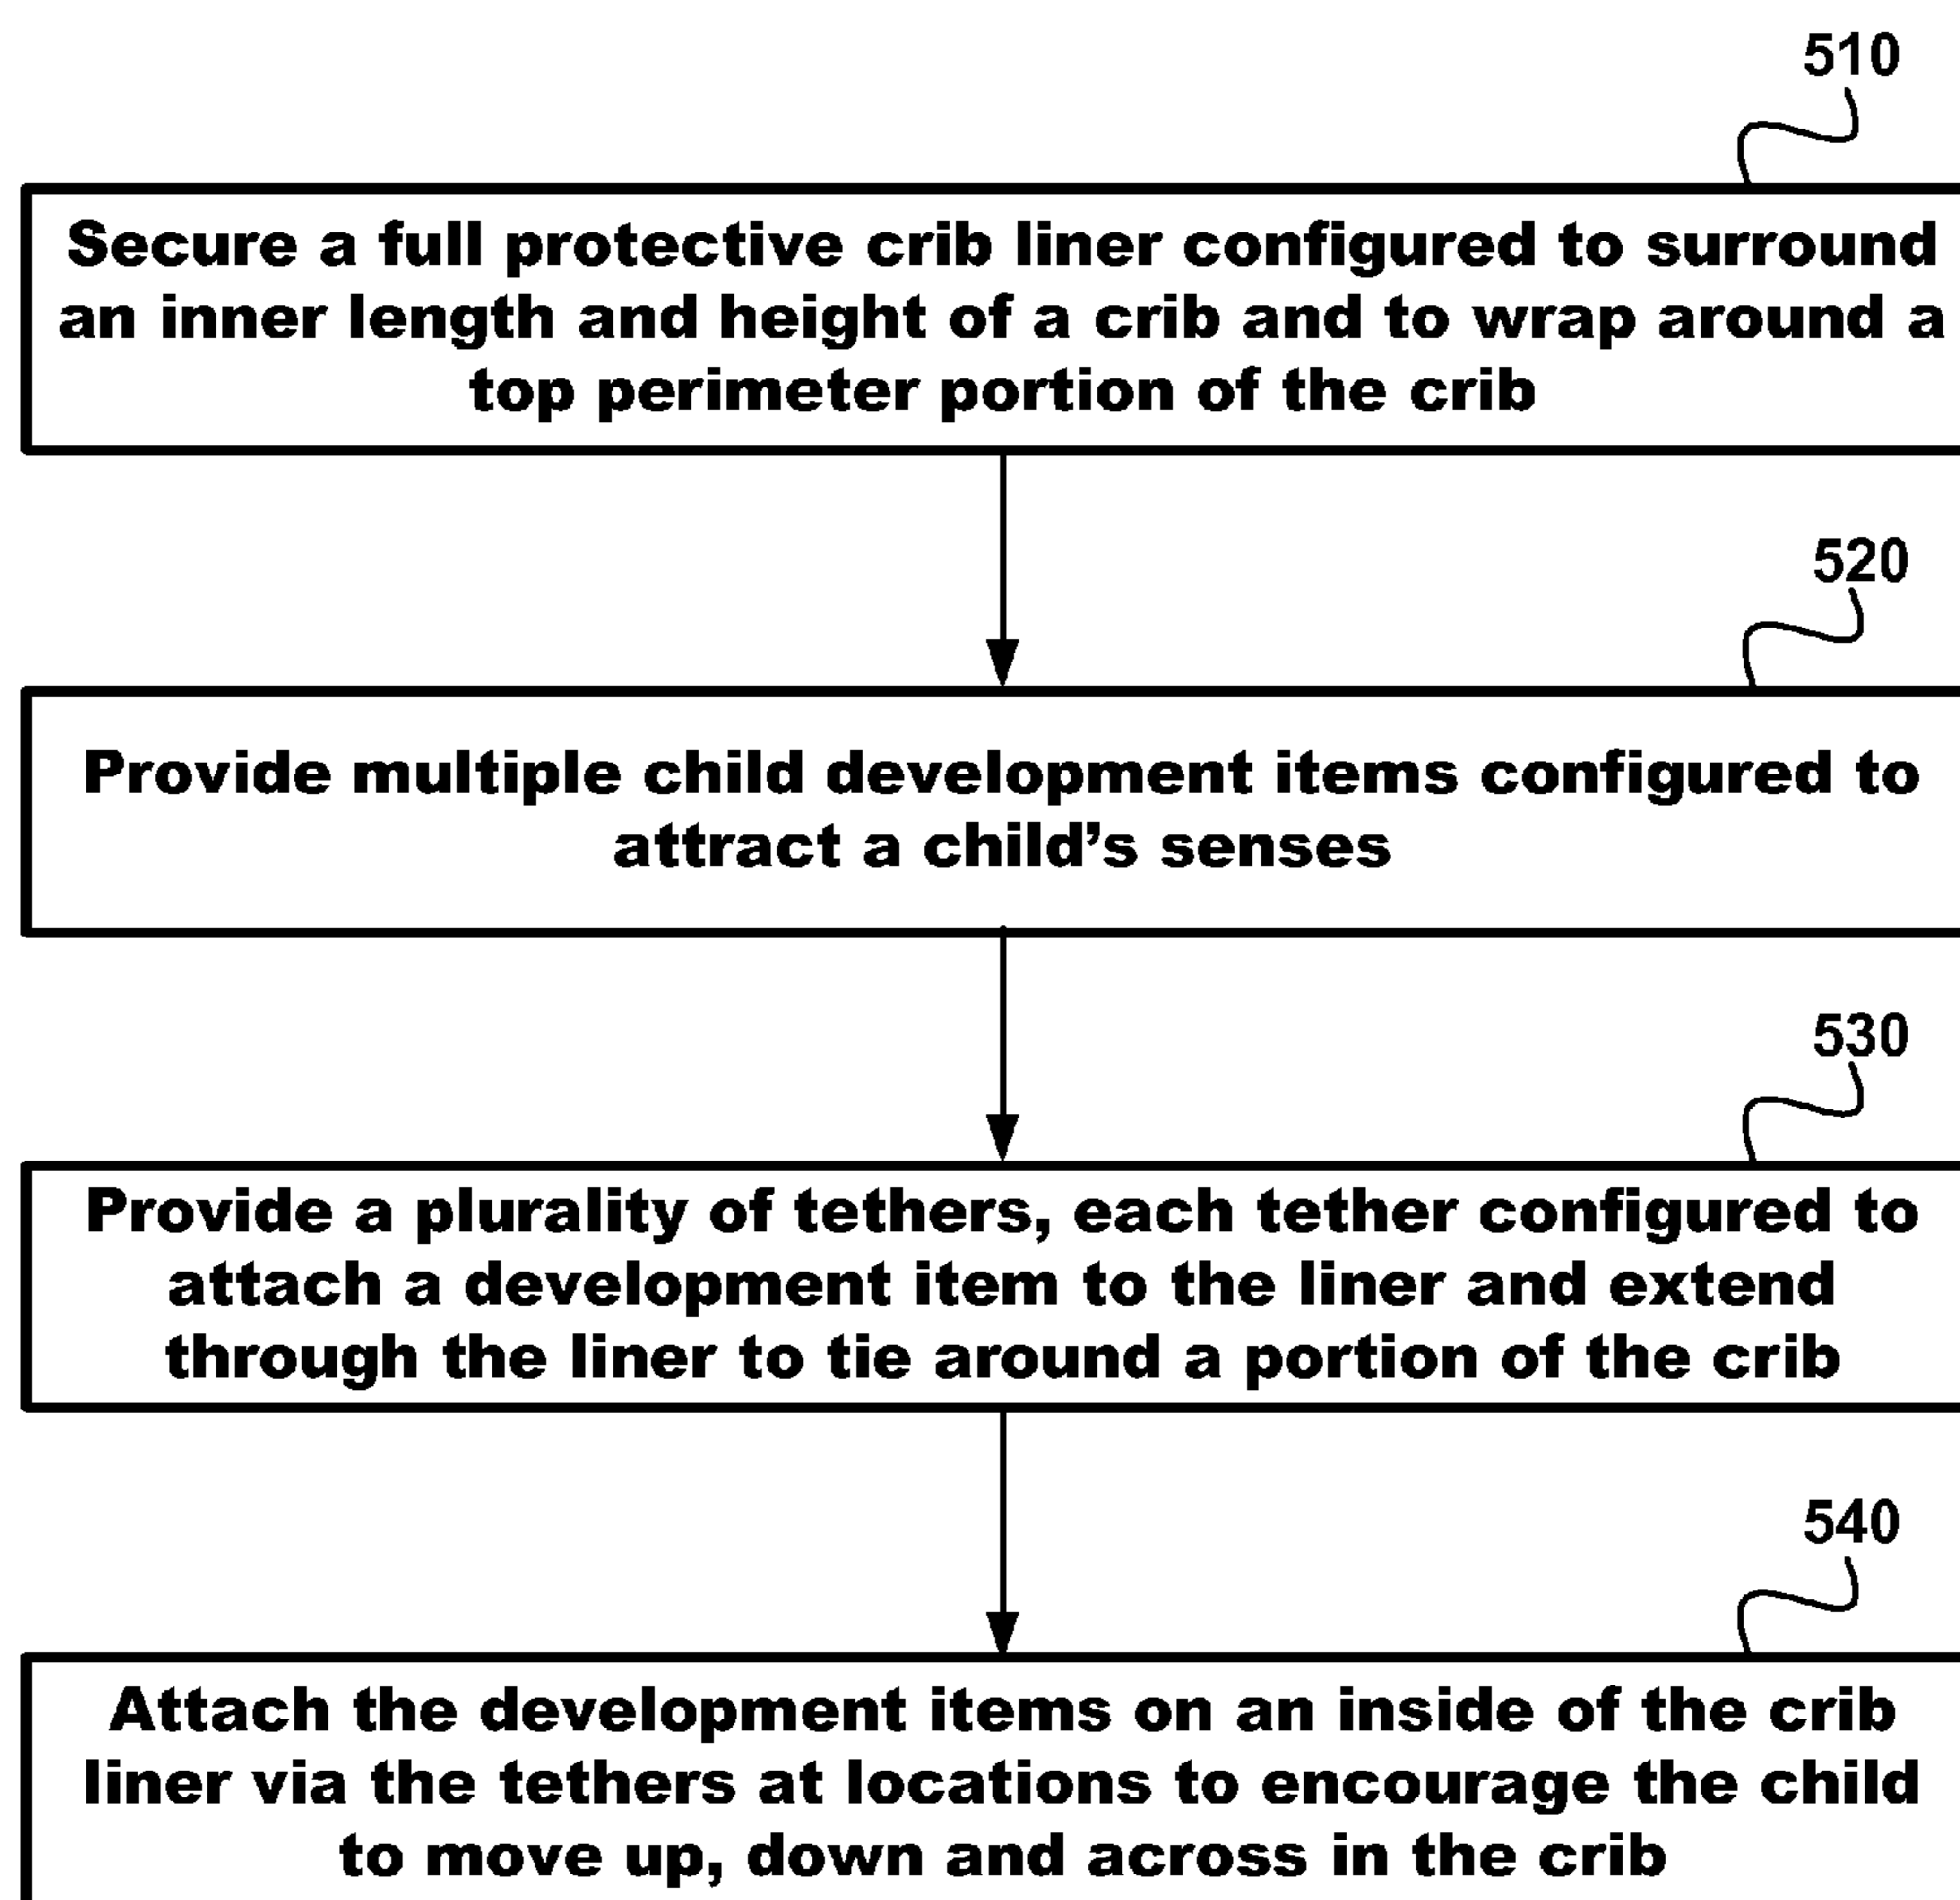 510
Secure a full protective crib liner configured to surround
an inner length and height of a crib and to wrap around a
top perimeter portion of the crib
520
Provide multiple child development items configured to
attract a child’s senses
530
Provide a plurality of tethers, each tether configured to
attach a development item to the liner and extend
through the liner to tie around a portion of the crib
540
Attach the development items on an inside of the crib
liner via the tethers at locations to encourage the child
to move up, down and across in the crib